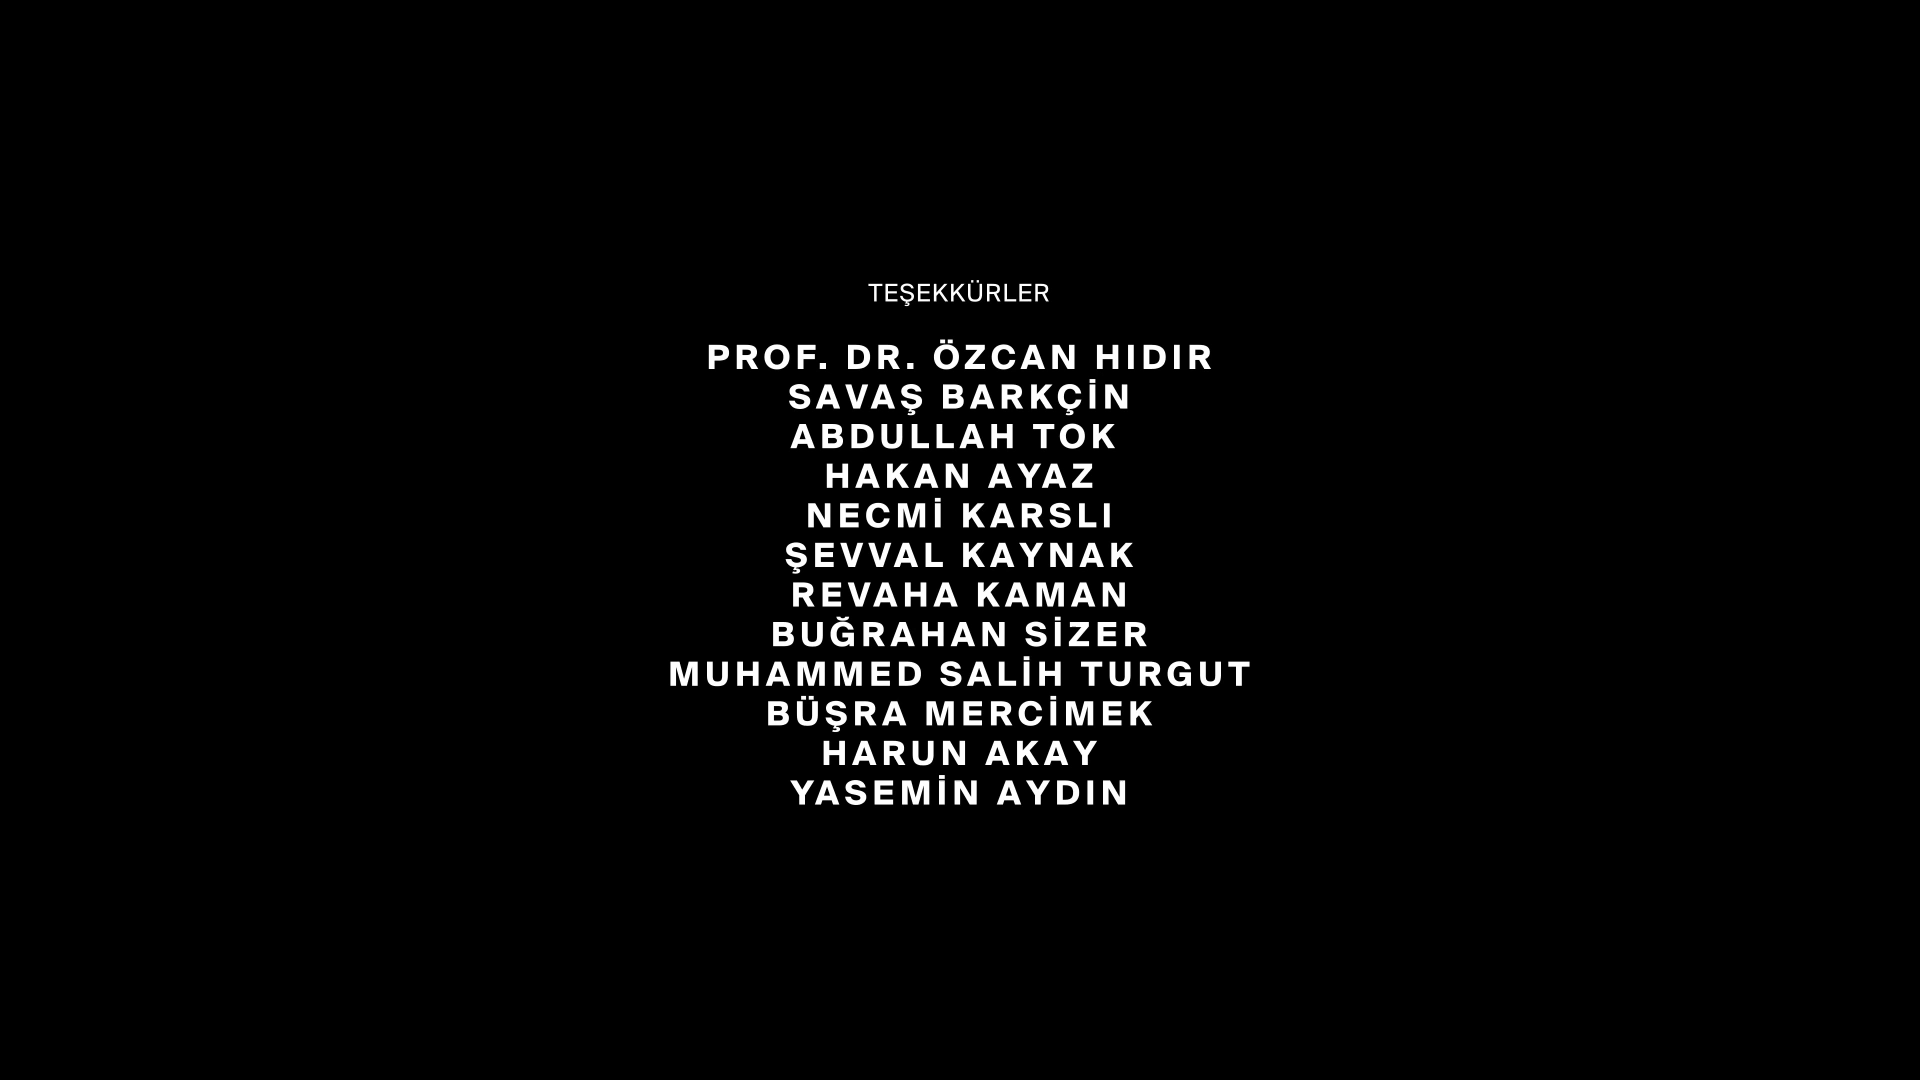 TEŞEKKÜRLER
PROF. DR. ÖZCAN HIDIR
SAVAŞ BARKÇİN
ABDULLAH TOK
HAKAN AYAZ
NECMİ KARSLI
ŞEVVAL KAYNAK
REVAHA KAMAN
BUĞRAHAN SİZER
MUHAMMED SALİH TURGUT
BÜŞRA MERCİMEK
HARUN AKAY
YASEMİN AYDIN